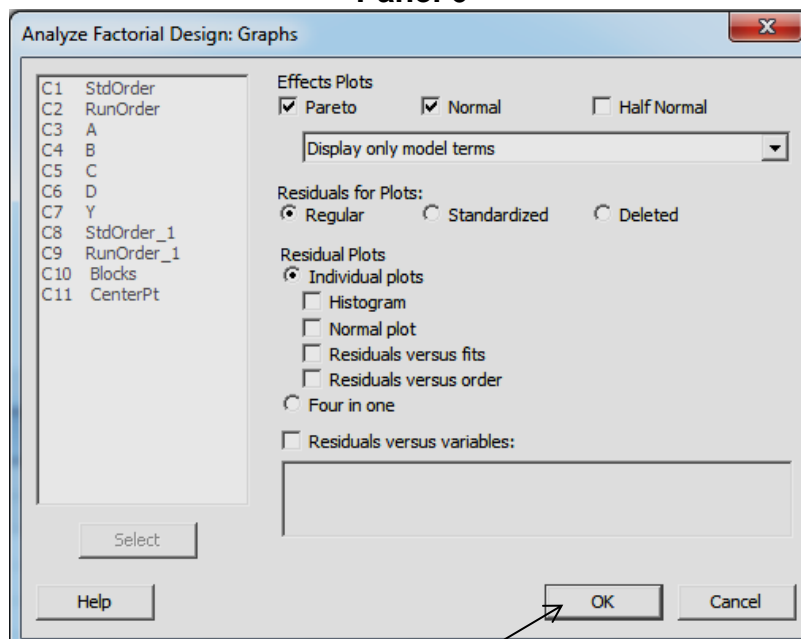 Analyze Factorial Design: Graphs
C1 StdOrder
C2 RunOrder
C3 A
C4 B
C5 C
C6 D
C7 Y
C8 StdOrder_1
C9 RunOrder_1
C10 Blocks
C11 CenterPt
Select
Help
Effects Plots
Pareto Normal Half Normal
Display only model terms
Residuals for Plots:
Regular Standardized Deleted
Residual Plots
Individual plots
Histogram
Normal plot
Residuals versus fits
Residuals versus order
Four in one
Residuals versus variables:
OK Cancel